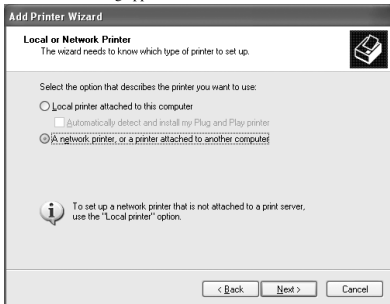 Add Printer Wizard
Local or Network Printer
The wizard needs to know which type of printer to set up.
Select the option that describes the printer you want to use:
Local printer attached to this computer
Automatically detect and install my Plug and Play printer
A network printer, or a printer attached to another computer
To set up a network printer that is not attached to a print server,
use the "Local printer" option.
< Back Next > Cancel